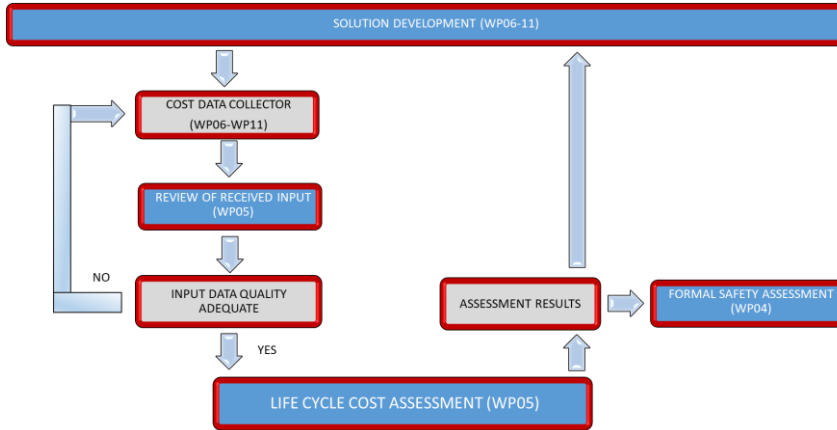 SOLUTION DEVELOPMENT (WP06-11)
COST DATA COLLECTOR
(WP06-WP11)
REVIEW OF RECEIVED INPUT
(WP05)
NO
INPUT DATA QUALITY
ADEQUATE
ASSESSMENT RESULTS
FORMAL SAFETY ASSESSMENT
(WP04)
YES
LIFE CYCLE COST ASSESSMENT (WP05)